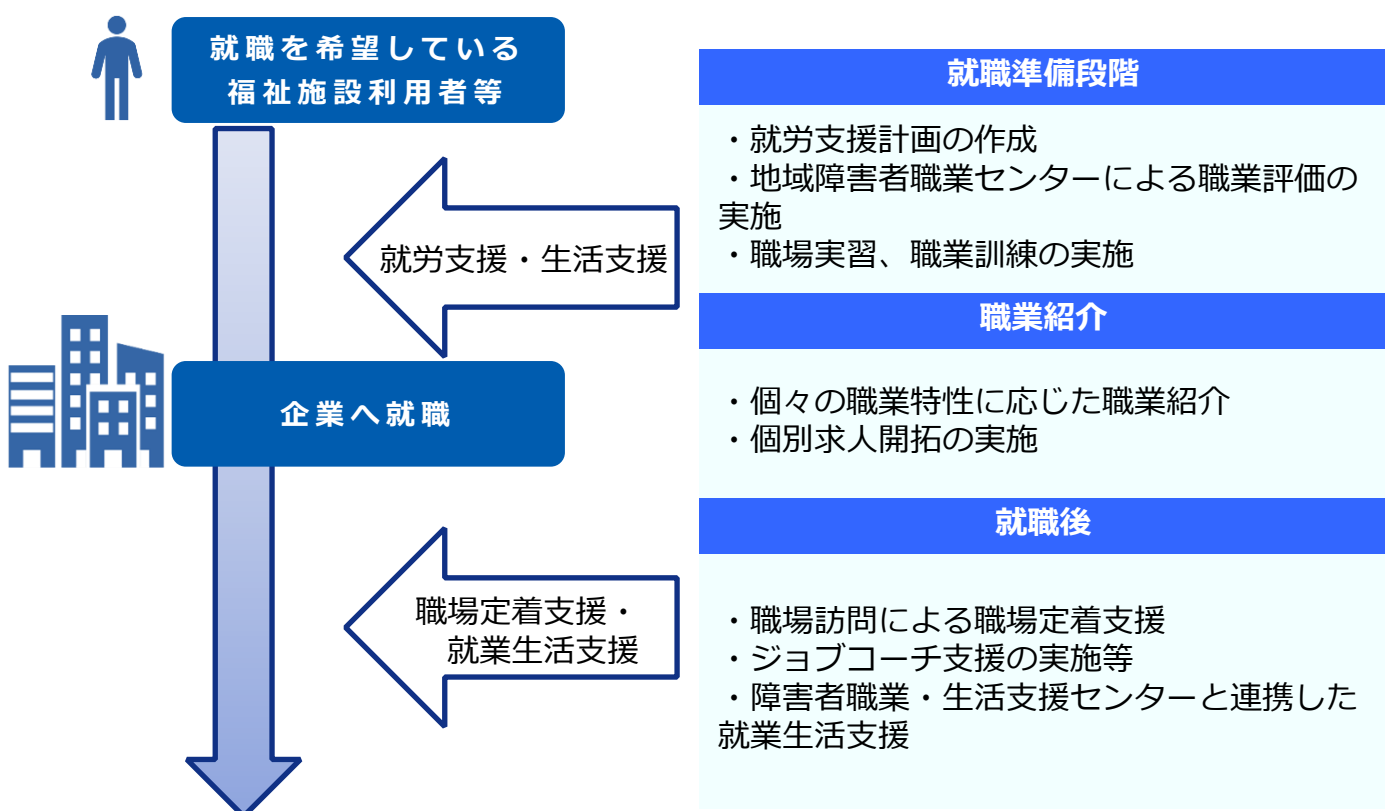 就職を希望している
福祉施設利用者等
就労支援・生活支援
企業へ就職
職場定着支援・
就業生活支援
就職準備段階
・就労支援計画の作成
・地域障害者職業センターによる職業評価の
実施
・職場実習、職業訓練の実施
職業紹介
・個々の職業特性に応じた職業紹介
・個別求人開拓の実施
就職後
・職場訪問による職場定着支援
・ジョブコーチ支援の実施等
・障害者職業・生活支援センターと連携した
就業生活支援